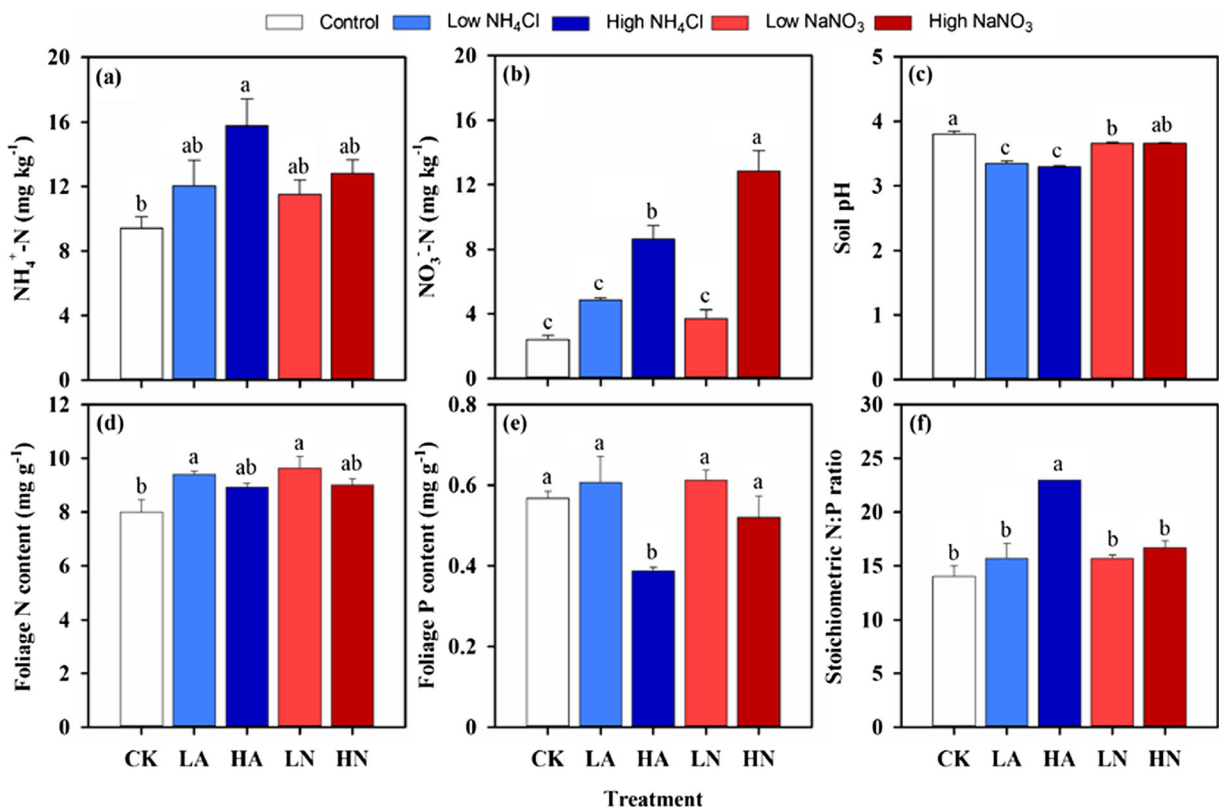 Control Low NH₄Cl High NH₄Cl Low NaNO₃ High NaNO₃
(a)
NH₄⁺-N (mg kg⁻¹)
20
16
12
8
4
0
b ab a ab ab
(b)
NO₃⁻-N (mg kg⁻¹)
20
16
12
8
4
0
c c b c a
(c)
Soil pH
5
4
3
2
1
0
a c c b ab
(d)
Foliage N content (mg g⁻¹)
12
10
8
6
4
2
0
b a ab a ab
CK LA HA LN HN
(e)
Foliage P content (mg g⁻¹)
0.8
0.6
0.4
0.2
0
a a b a a
CK LA HA LN HN
(f)
Stoichiometric N:P ratio
30
25
20
15
10
5
0
b b a b b
CK LA HA LN HN
Treatment